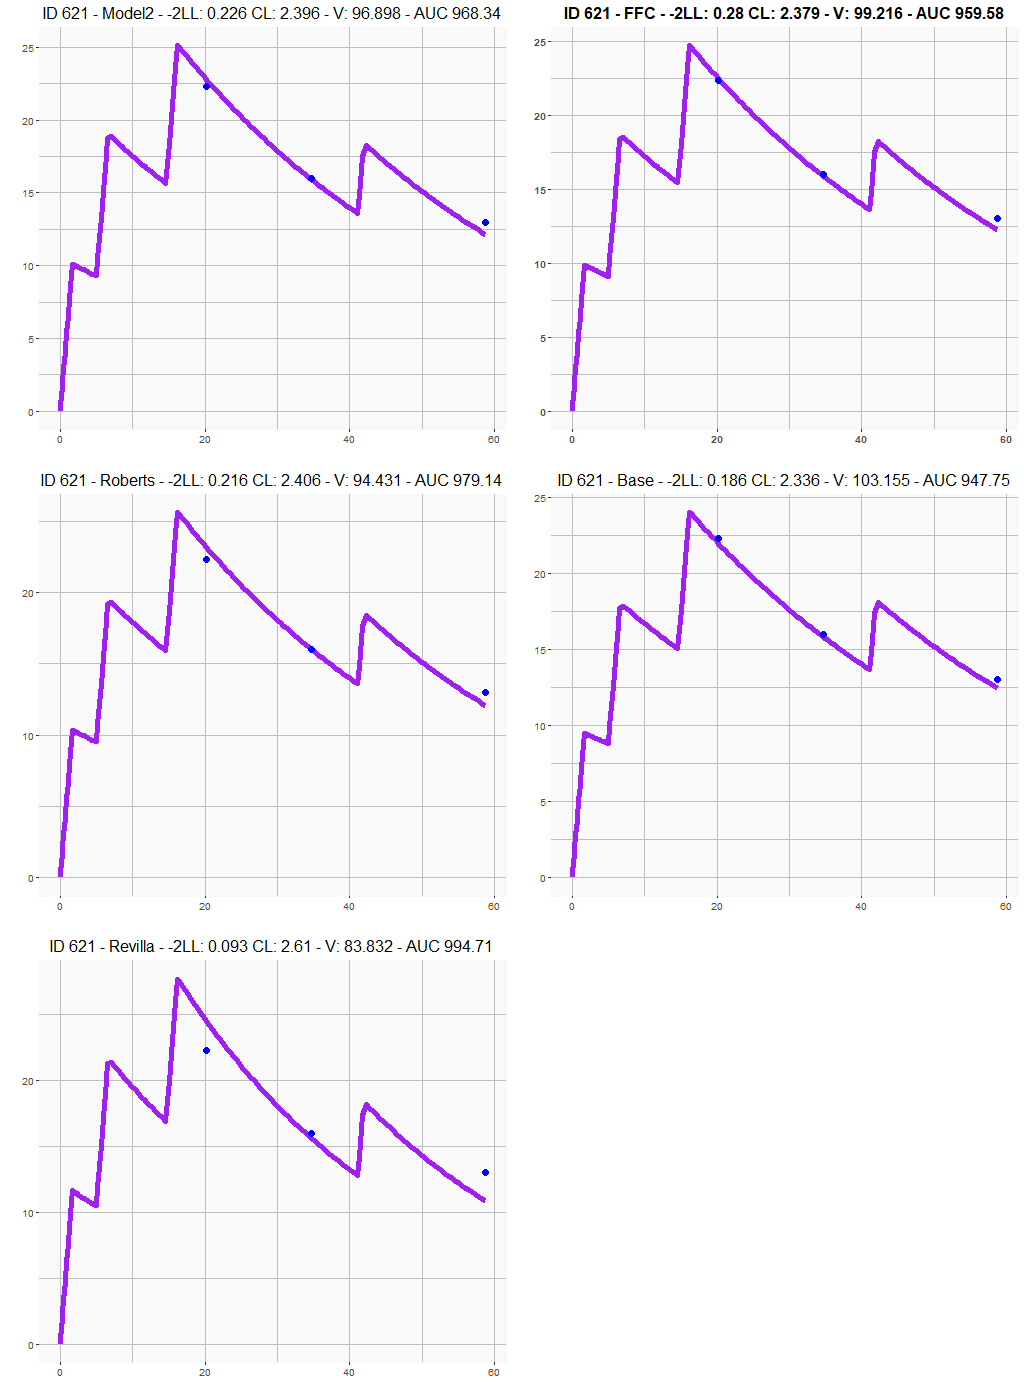 ID 621 - Model2 - -2LL: 0.226 CL: 2.396 - V: 96.898 - AUC 968.34
25
20
15
10
5
0
0 20 40 60
ID 621 - FFC - -2LL: 0.28 CL: 2.379 - V: 99.216 - AUC 959.58
25
20
15
10
5
0
0 20 40 60
ID 621 - Roberts - -2LL: 0.216 CL: 2.406 - V: 94.431 - AUC 979.14
20
10
0
0 20 40 60
ID 621 - Base - -2LL: 0.186 CL: 2.336 - V: 103.155 - AUC 947.75
25
20
15
10
5
0
0 20 40 60
ID 621 - Revilla - -2LL: 0.093 CL: 2.61 - V: 83.832 - AUC 994.71
20
10
0
0 20 40 60